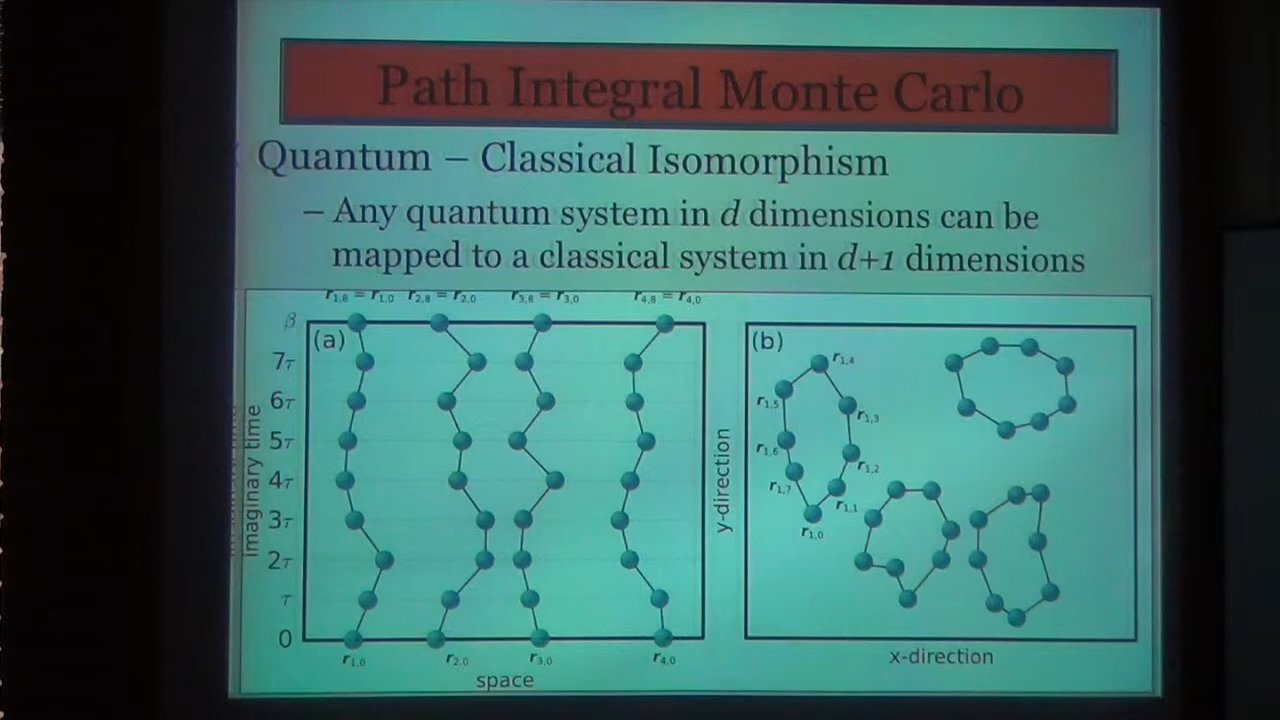 Path Integral Monte Carlo
Quantum – Classical Isomorphism
– Any quantum system in d dimensions can be
mapped to a classical system in d+1 dimensions
r1,8 = r1,0 r2,8 = r2,0 r3,8 = r3,0 r4,8 = r4,0
(a)
β
7τ
6τ
5τ
4τ
3τ
2τ
τ
0
imaginary time
r1,0 r2,0 r3,0 r4,0
space
(b)
y-direction
r1,4
r1,5
r1,3
r1,6
r1,2
r1,7
r1,1
r1,0
x-direction